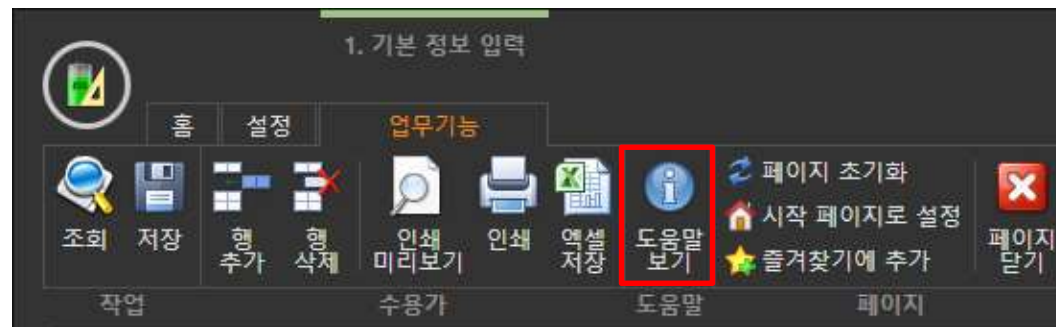 1. 기본 정보 입력
홈 설정 업무기능
조회 저장 행 추가 행 삭제 인쇄 미리보기 인쇄 엑셀 저장 도움말 보기
페이지 초기화
시작 페이지로 설정
즐겨찾기에 추가
페이지 닫기
작업 수용가 도움말 페이지